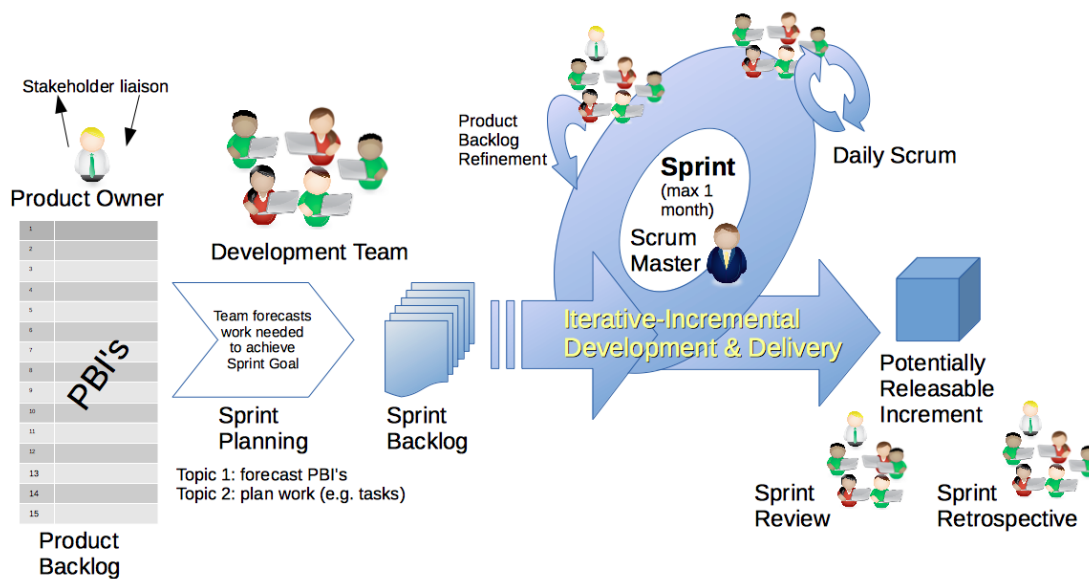 Stakeholder liaison
Product Owner
1
2
3
4
5
6
7
8
9
10
11
12
13
14
15
PBI's
Product
Backlog
Development Team
Team forecasts
work needed
to achieve
Sprint Goal
Sprint
Planning
Topic 1: forecast PBI's
Topic 2: plan work (e.g. tasks)
Sprint
Backlog
Product
Backlog
Refinement
Sprint
(max 1
month)
Scrum
Master
Daily Scrum
Iterative-Incremental
Development & Delivery
Potentially
Releasable
Increment
Sprint
Review
Sprint
Retrospective